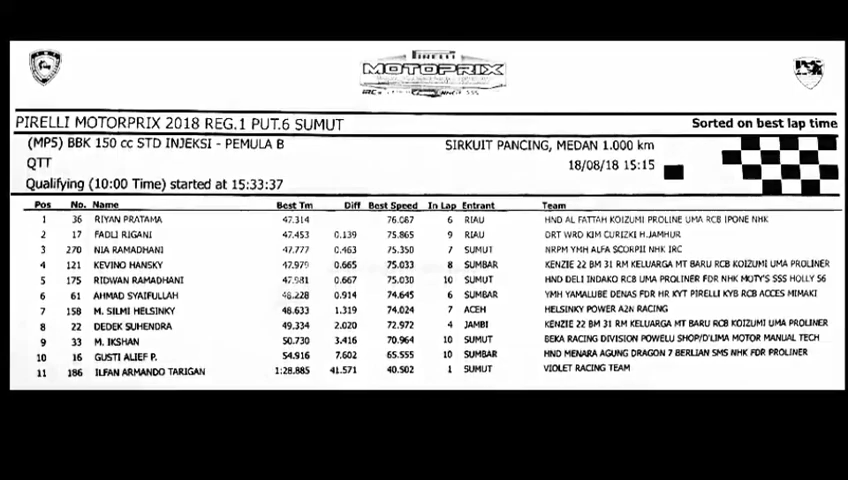 PIRELLI
MOTOPRIX
PIRELLI MOTORPRIX 2018 REG.1 PUT.6 SUMUT
Sorted on best lap time
(MP5) BBK 150 cc STD INJEKSI - PEMULA B
SIRKUIT PANCING, MEDAN 1.000 km
QTT
18/08/18 15:15
Qualifying (10:00 Time) started at 15:33:37
Pos No. Name Best Tm Diff Best Speed In Lap Entrant Team
1 36 RIYAN PRATAMA 47.314 76.087 6 RIAU HND AL FATTAH KOIZUMI PROLINE UMA RCB IPONE NHK
2 17 FADLI RIGANI 47.453 0.139 75.865 9 RIAU ORT WRD KIM CURIZKI H.JAMHUR
3 270 NIA RAMADHANI 47.777 0.463 75.350 7 SUMUT NRPM YMH ALFA SCORPII NHK IRC
4 121 KEVINO HANSKY 47.979 0.665 75.033 8 SUMBAR KENZIE 22 BM 31 RM KELUARGA MT BARU RCB KOIZUMI UMA PROLINER
5 175 RIDWAN RAMADHANI 47.981 0.667 75.030 10 SUMUT HND DELI INDAKO RCB UMA PROLINER FDR NHK MOTY'S SSS HOLLY 56
6 61 AHMAD SYAIFULLAH 48.228 0.914 74.645 6 SUMBAR YMH YAMALUBE DENAS FDR HR KYT PIRELLI KYB RCB ACCES MIMAKI
7 158 M. SILMI HELSINKY 48.633 1.319 74.024 7 ACEH HELSINKY POWER A2N RACING
8 22 DEDEK SUHENDRA 49.334 2.020 72.972 4 JAMBI KENZIE 22 BM 31 RM KELUARGA MT BARU RCB KOIZUMI UMA PROLINER
9 33 M. IKSHAN 50.730 3.416 70.964 10 SUMUT BEKA RACING DIVISION POWELU SHOP/D'LIMA MOTOR MANUAL TECH
10 16 GUSTI ALIEF P. 54.916 7.602 65.555 10 SUMBAR HND MENARA AGUNG DRAGON 7 BERLIAN SMS NHK FDR PROLINER
11 186 ILFAN ARMANDO TARIGAN 1:28.885 41.571 40.502 1 SUMUT VIOLET RACING TEAM